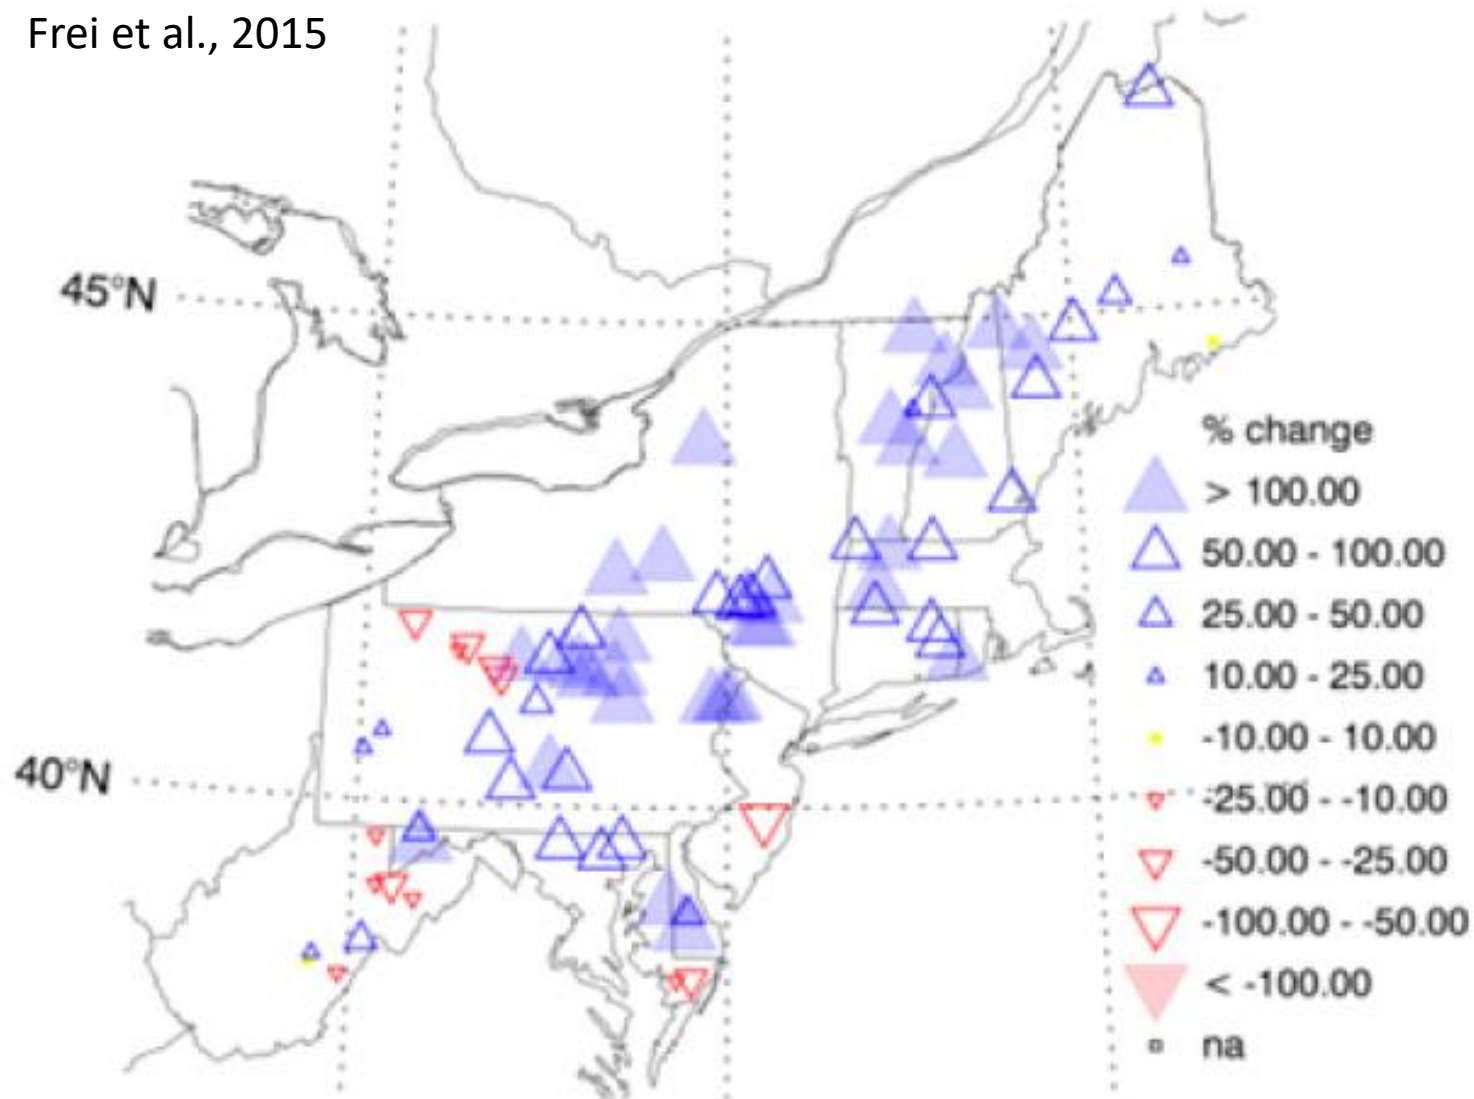 Frei et al., 2015
45°N
40°N
% change
> 100.00
50.00 - 100.00
25.00 - 50.00
10.00 - 25.00
-10.00 - 10.00
-25.00 - -10.00
-50.00 - -25.00
-100.00 - -50.00
< -100.00
na